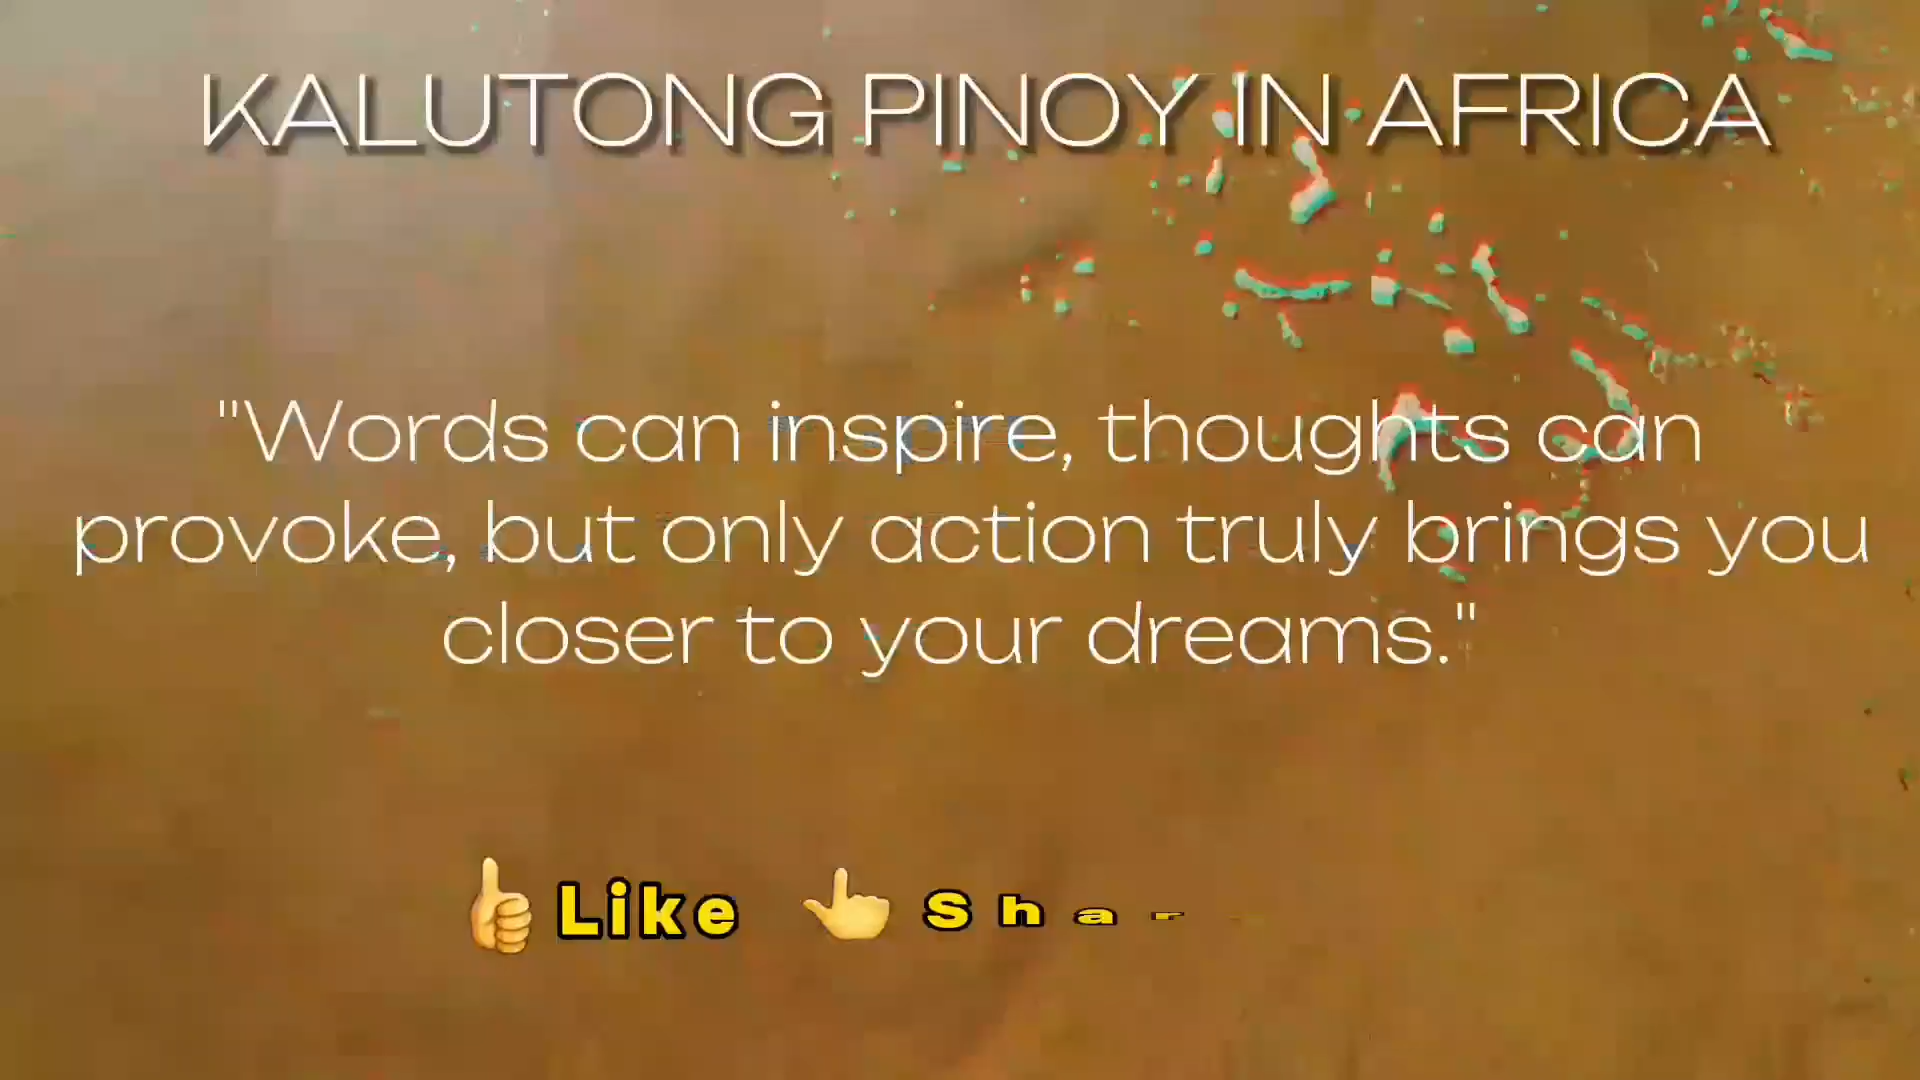 KALUTONG PINOY IN AFRICA
"Words can inspire, thoughts can
provoke, but only action truly brings you
closer to your dreams."
👍 Like 👆 Shar